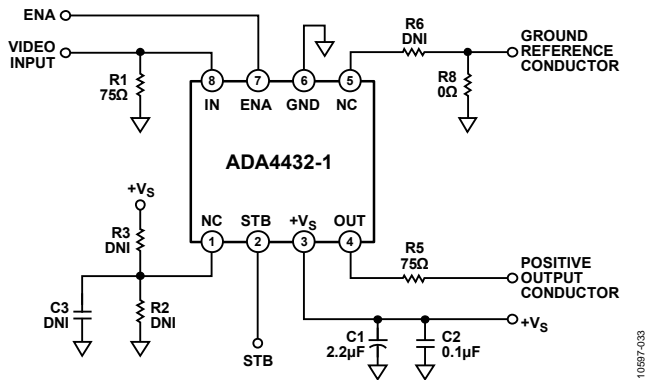 ENA
VIDEO
INPUT
R1
75Ω
R6
DNI
GROUND
REFERENCE
CONDUCTOR
R8
0Ω
8
7
6
5
IN
ENA
GND
NC
ADA4432-1
+VS
R3
DNI
NC
STB
+VS
OUT
1
2
3
4
R5
75Ω
POSITIVE
OUTPUT
CONDUCTOR
C3
DNI
R2
DNI
STB
C1
2.2µF
C2
0.1µF
+VS
10597-033